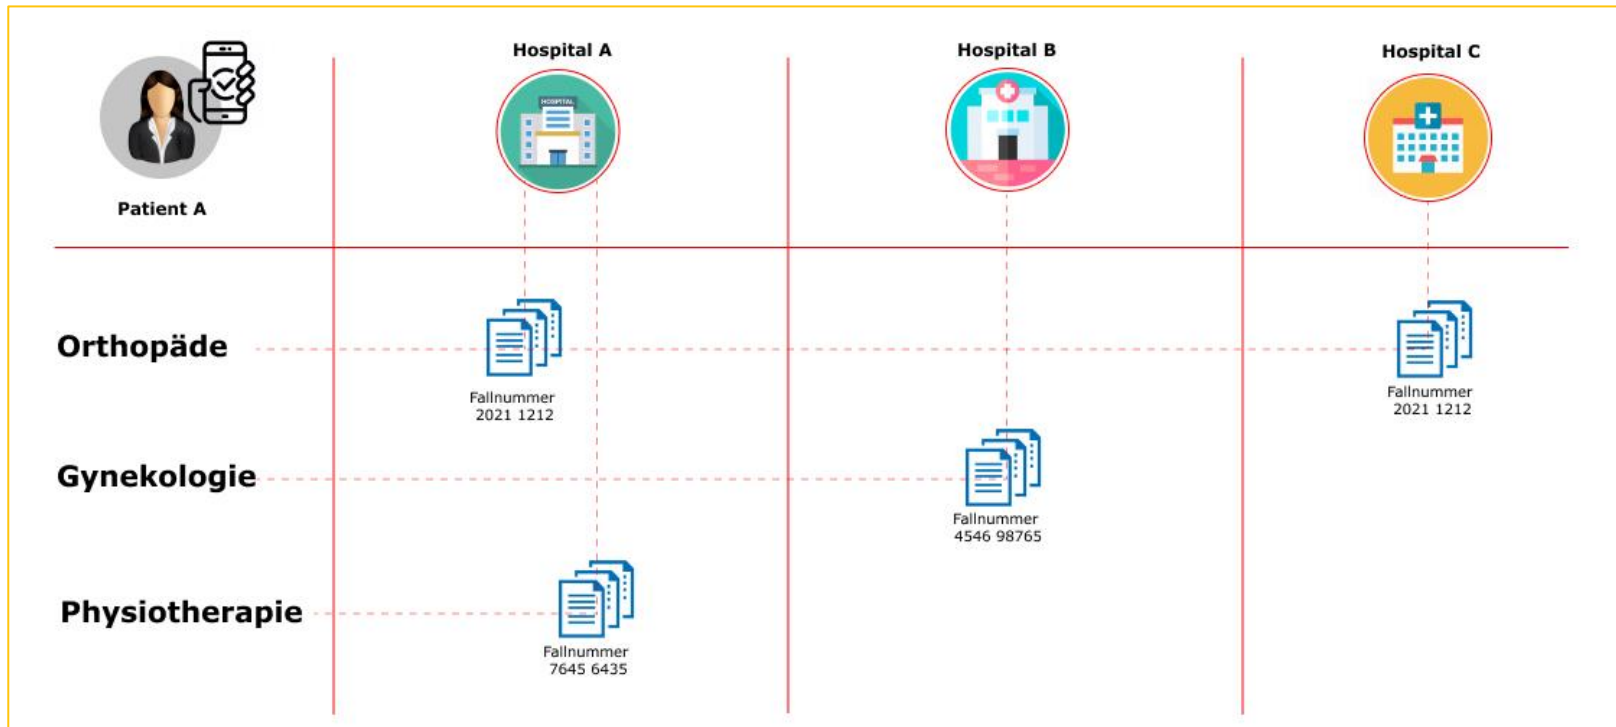 Hospital A
Hospital B
Hospital C
HOSPITAL
Patient A
Orthopäde
Fallnummer
2021 1212
Fallnummer
2021 1212
Gynekologie
Fallnummer
4546 98765
Physiotherapie
Fallnummer
7645 6435